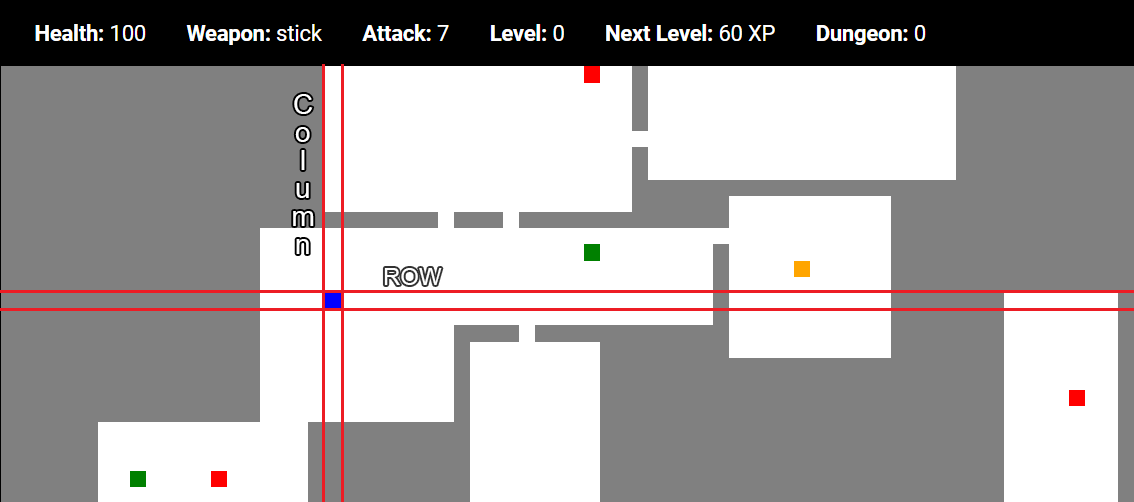 Health: 100 Weapon: stick Attack: 7 Level: 0 Next Level: 60 XP Dungeon: 0
Column
ROW